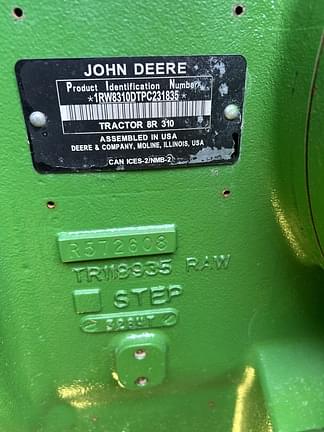 JOHN DEERE
Product Identification Number
*1RW8310DTPC231835*
TRACTOR 8R 310
ASSEMBLED IN USA
DEERE & COMPANY, MOLINE, ILLINOIS, USA
CAN ICES-2/NMB-2
R572608
TR118935 RAW
STEP